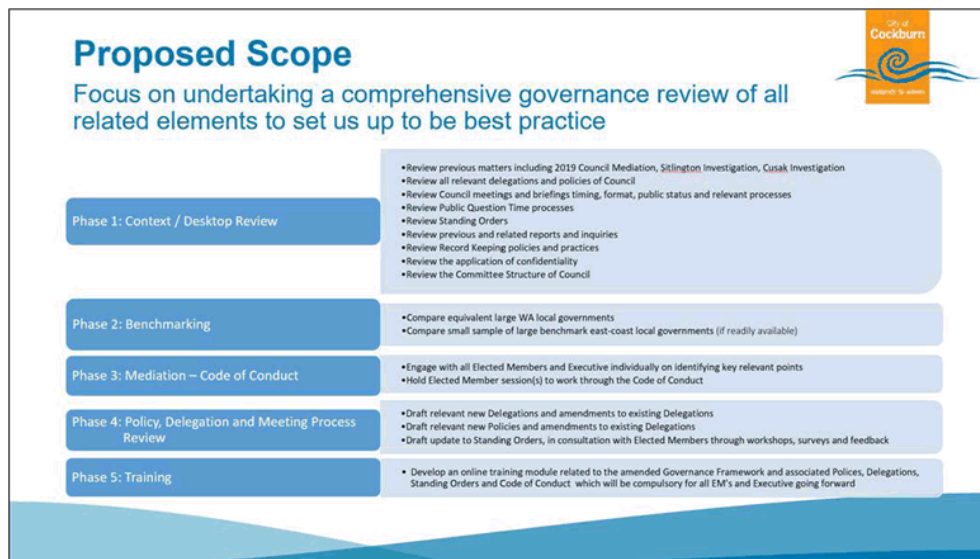 City of
Cockburn
wetlands to waves
Proposed Scope
Focus on undertaking a comprehensive governance review of all
related elements to set us up to be best practice
Phase 1: Context / Desktop Review
•Review previous matters including 2019 Council Mediation, Sitlington Investigation, Cusak Investigation
•Review all relevant delegations and policies of Council
•Review Council meetings and briefings timing, format, public status and relevant processes
•Review Public Question Time processes
•Review Standing Orders
•Review previous and related reports and inquiries
•Review Record Keeping policies and practices
•Review the application of confidentiality
•Review the Committee Structure of Council
Phase 2: Benchmarking
•Compare equivalent large WA local governments
•Compare small sample of large benchmark east-coast local governments (if readily available)
Phase 3: Mediation – Code of Conduct
•Engage with all Elected Members and Executive individually on identifying key relevant points
•Hold Elected Member session(s) to work through the Code of Conduct
Phase 4: Policy, Delegation and Meeting Process
Review
•Draft relevant new Delegations and amendments to existing Delegations
•Draft relevant new Policies and amendments to existing Delegations
•Draft update to Standing Orders, in consultation with Elected Members through workshops, surveys and feedback
Phase 5: Training
• Develop an online training module related to the amended Governance Framework and associated Polices, Delegations,
Standing Orders and Code of Conduct which will be compulsory for all EM's and Executive going forward